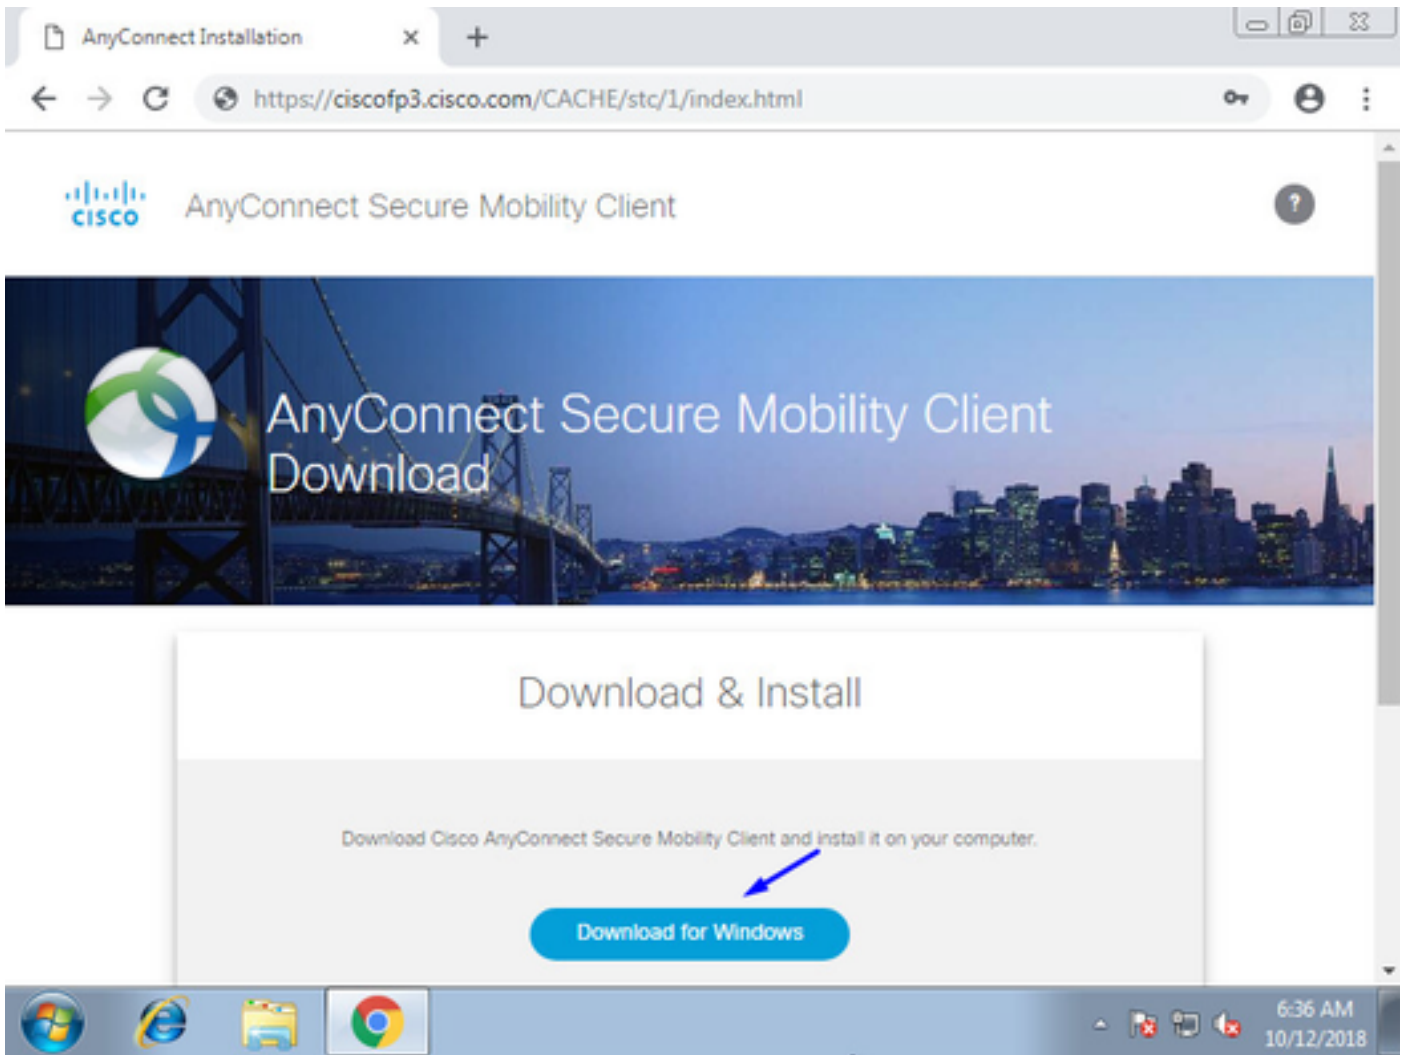 AnyConnect Installation
https://ciscofp3.cisco.com/CACHE/stc/1/index.html
CISCO
AnyConnect Secure Mobility Client
?
AnyConnect Secure Mobility Client
Download
Download & Install
Download Cisco AnyConnect Secure Mobility Client and install it on your computer.
Download for Windows
6:36 AM
10/12/2018